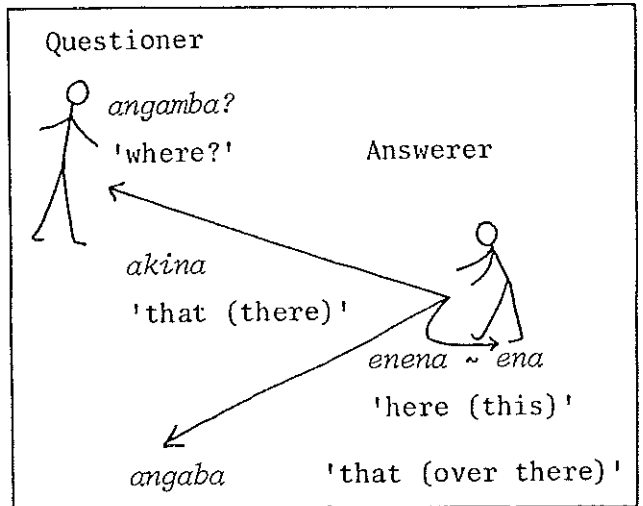 Questioner
angamba?
'where?'
Answerer
akina
'that (there)'
enena ~ ena
'here (this)'
angaba 'that (over there)'